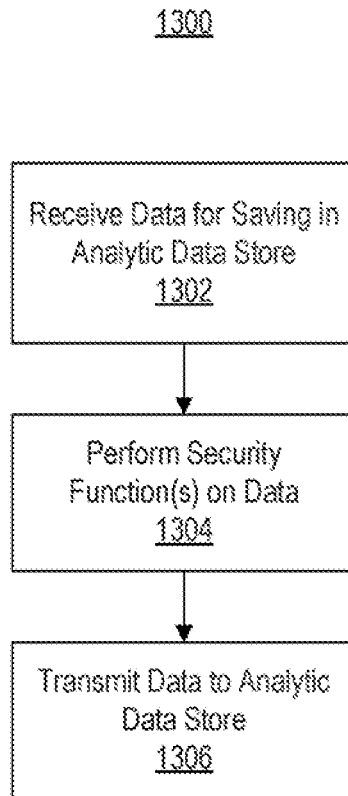 1300
Receive Data for Saving in
Analytic Data Store
1302
Perform Security
Function(s) on Data
1304
Transmit Data to Analytic
Data Store
1306